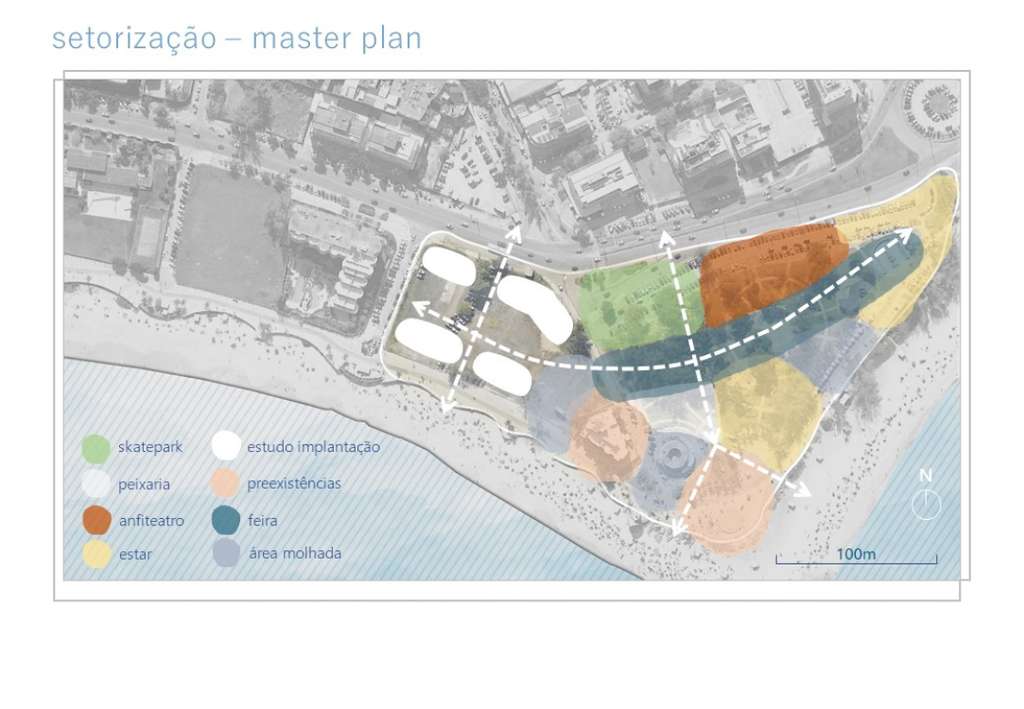 setorização – master plan
skatepark
estudo implantação
peixaria
preexistências
anfiteatro
feira
estar
área molhada
N
100m